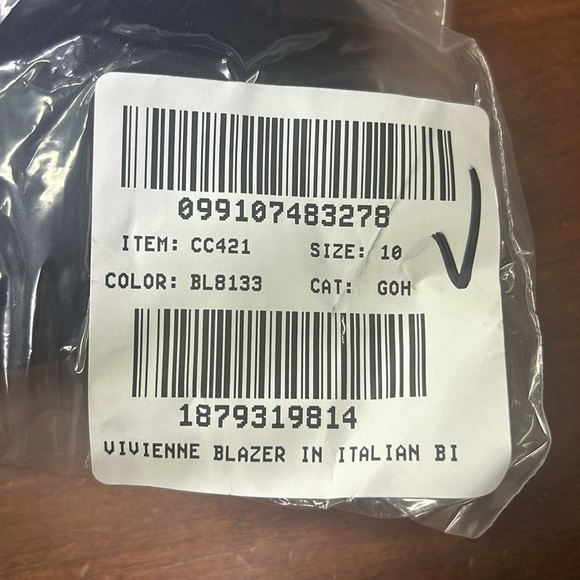 099107483278
ITEM: CC421 SIZE: 10
COLOR: BL8133 CAT: GOH
1879319814
VIVIENNE BLAZER IN ITALIAN BI